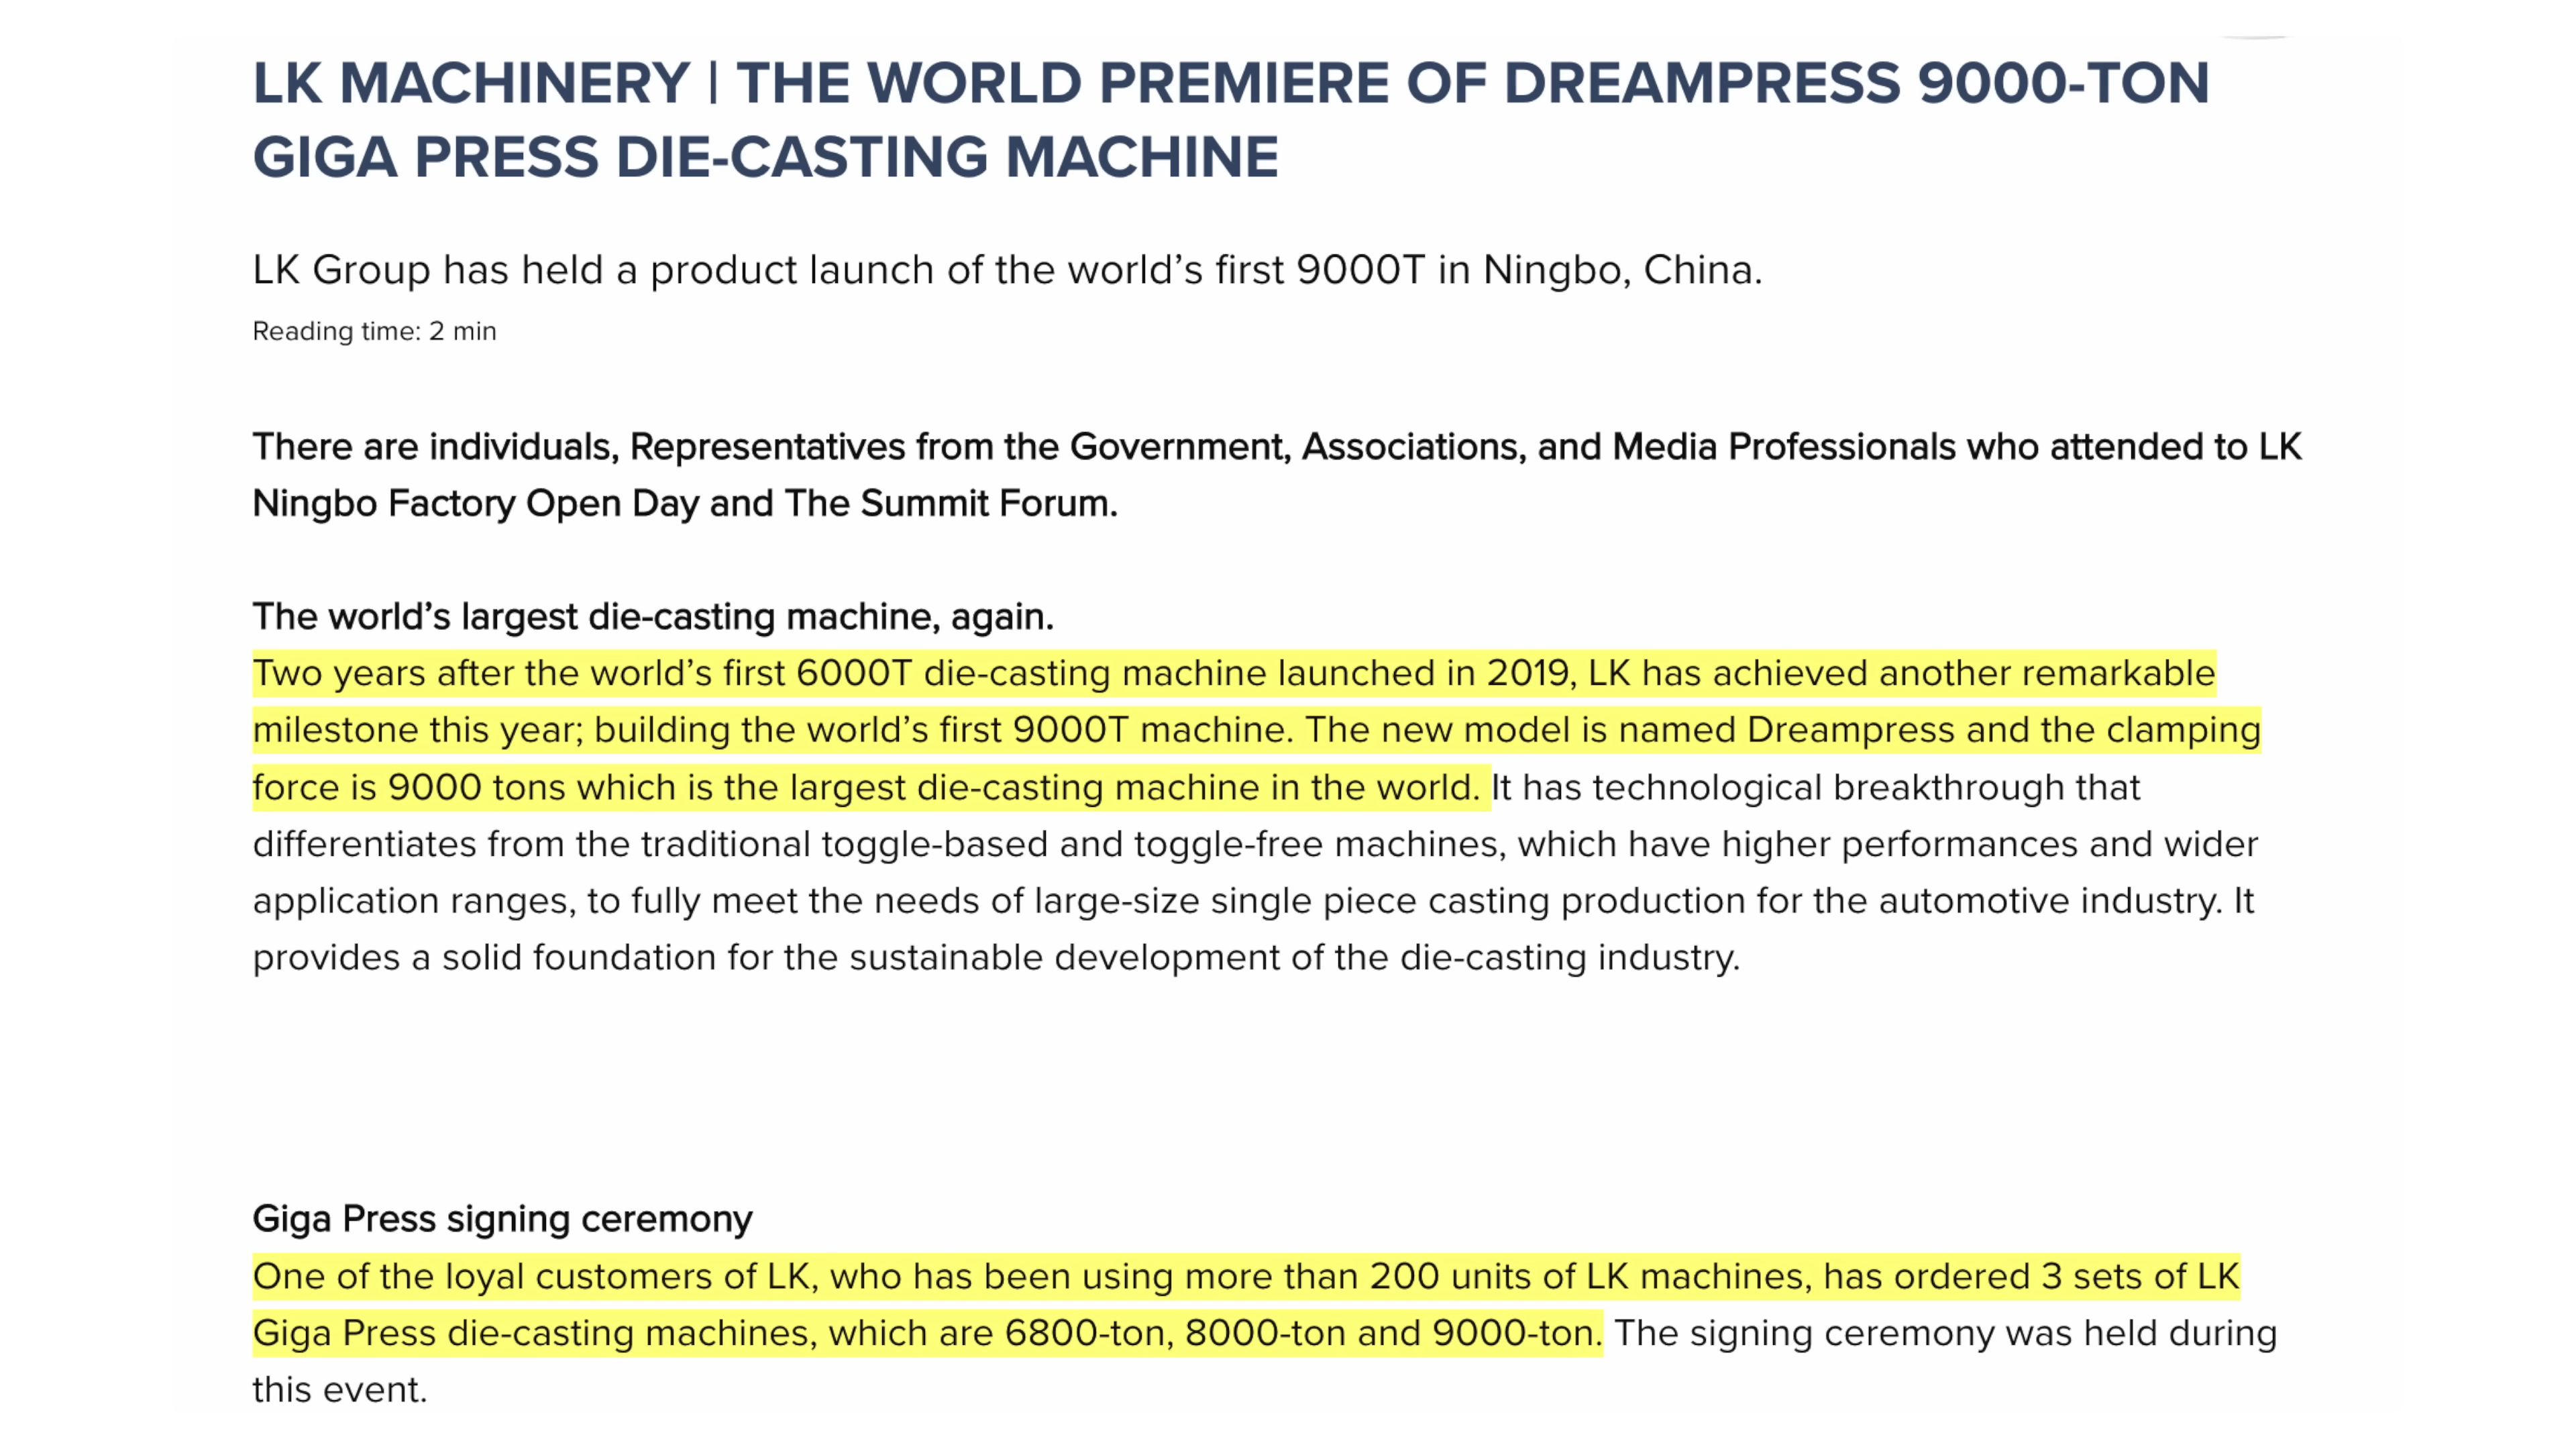 LK MACHINERY | THE WORLD PREMIERE OF DREAMPRESS 9000-TON
GIGA PRESS DIE-CASTING MACHINE
LK Group has held a product launch of the world’s first 9000T in Ningbo, China.
Reading time: 2 min
There are individuals, Representatives from the Government, Associations, and Media Professionals who attended to LK
Ningbo Factory Open Day and The Summit Forum.
The world’s largest die-casting machine, again.
Two years after the world’s first 6000T die-casting machine launched in 2019, LK has achieved another remarkable
milestone this year; building the world’s first 9000T machine. The new model is named Dreampress and the clamping
force is 9000 tons which is the largest die-casting machine in the world. It has technological breakthrough that
differentiates from the traditional toggle-based and toggle-free machines, which have higher performances and wider
application ranges, to fully meet the needs of large-size single piece casting production for the automotive industry. It
provides a solid foundation for the sustainable development of the die-casting industry.
Giga Press signing ceremony
One of the loyal customers of LK, who has been using more than 200 units of LK machines, has ordered 3 sets of LK
Giga Press die-casting machines, which are 6800-ton, 8000-ton and 9000-ton. The signing ceremony was held during
this event.